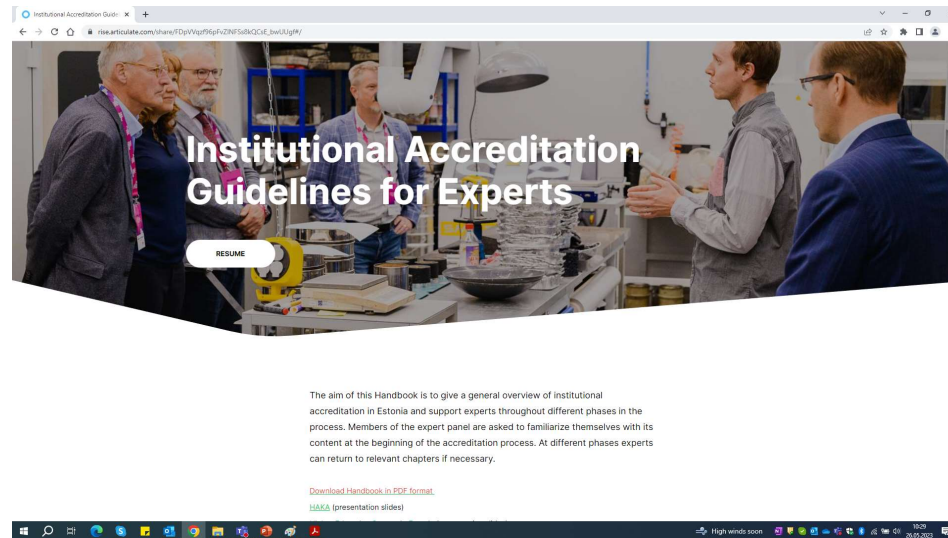 Institutional Accreditation Guide
rise.articulate.com/share/FDpVVqzf96pFvZlNFSs8kQCsE_bwUUgf#/
Institutional Accreditation
Guidelines for Experts
RESUME
The aim of this Handbook is to give a general overview of institutional
accreditation in Estonia and support experts throughout different phases in the
process. Members of the expert panel are asked to familiarize themselves with its
content at the beginning of the accreditation process. At different phases experts
can return to relevant chapters if necessary.
Download Handbook in PDF format
HAKA (presentation slides)
High winds soon
10:29
26.05.2023